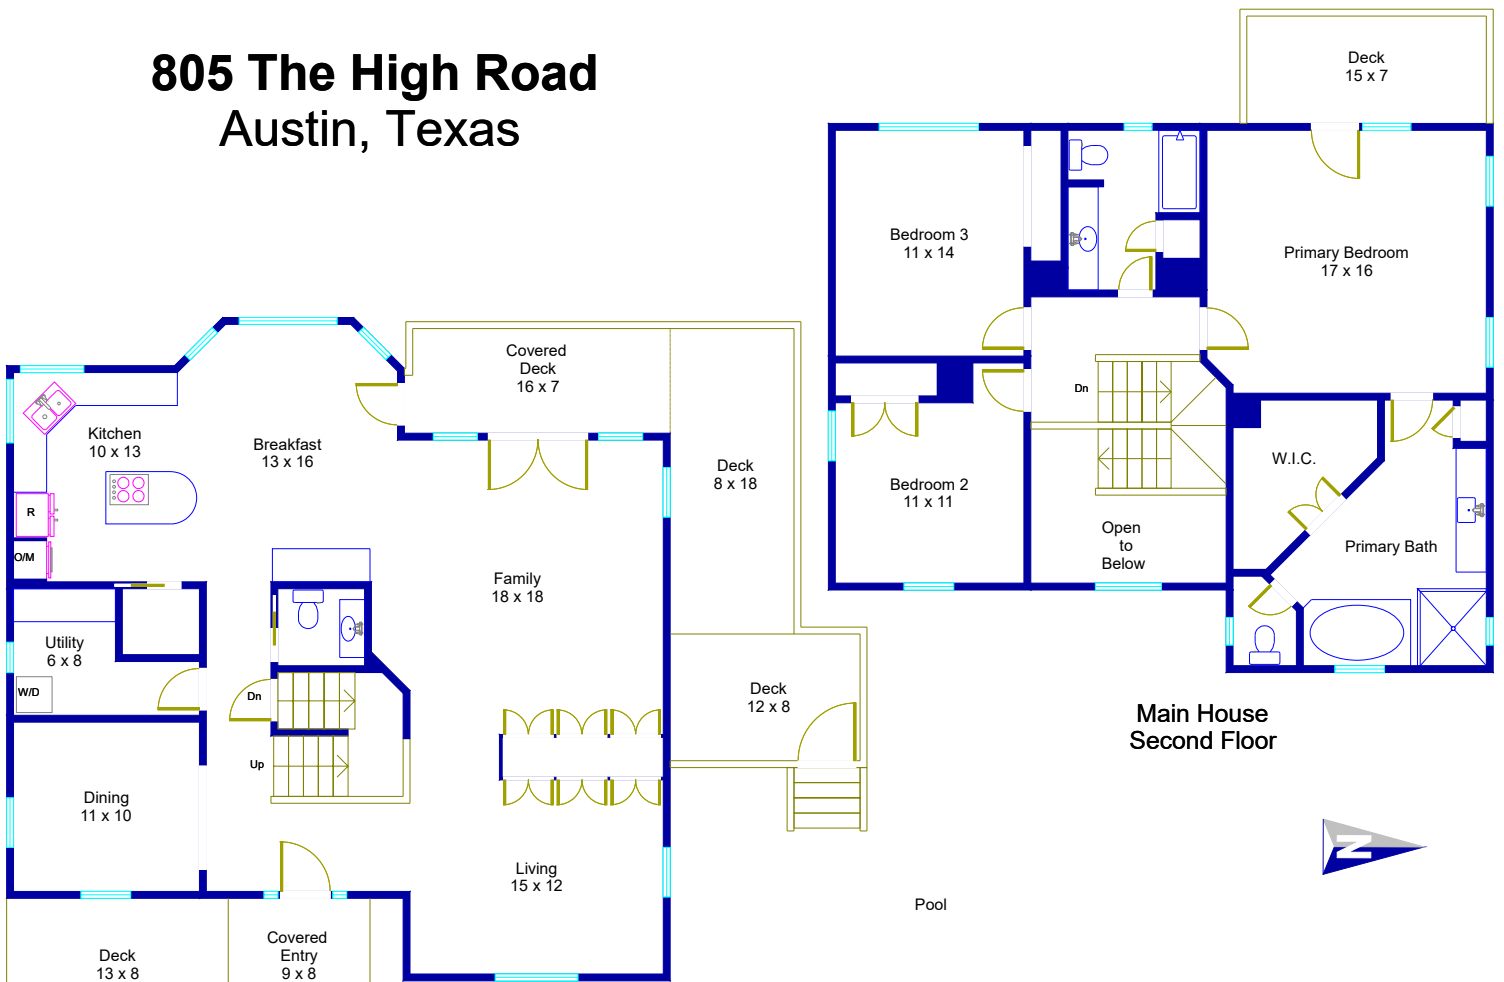 805 The High Road
Austin, Texas
Deck
15 x 7
Bedroom 3
11 x 14
Primary Bedroom
17 x 16
Covered
Deck
16 x 7
Dn
Kitchen
10 x 13
Breakfast
13 x 16
Deck
8 x 18
W.I.C.
Bedroom 2
11 x 11
R
O/M
Open
to
Below
Primary Bath
Family
18 x 18
Utility
6 x 8
W/D
Dn
Deck
12 x 8
Main House
Second Floor
Up
Dining
11 x 10
N
Living
15 x 12
Pool
Deck
13 x 8
Covered
Entry
9 x 8